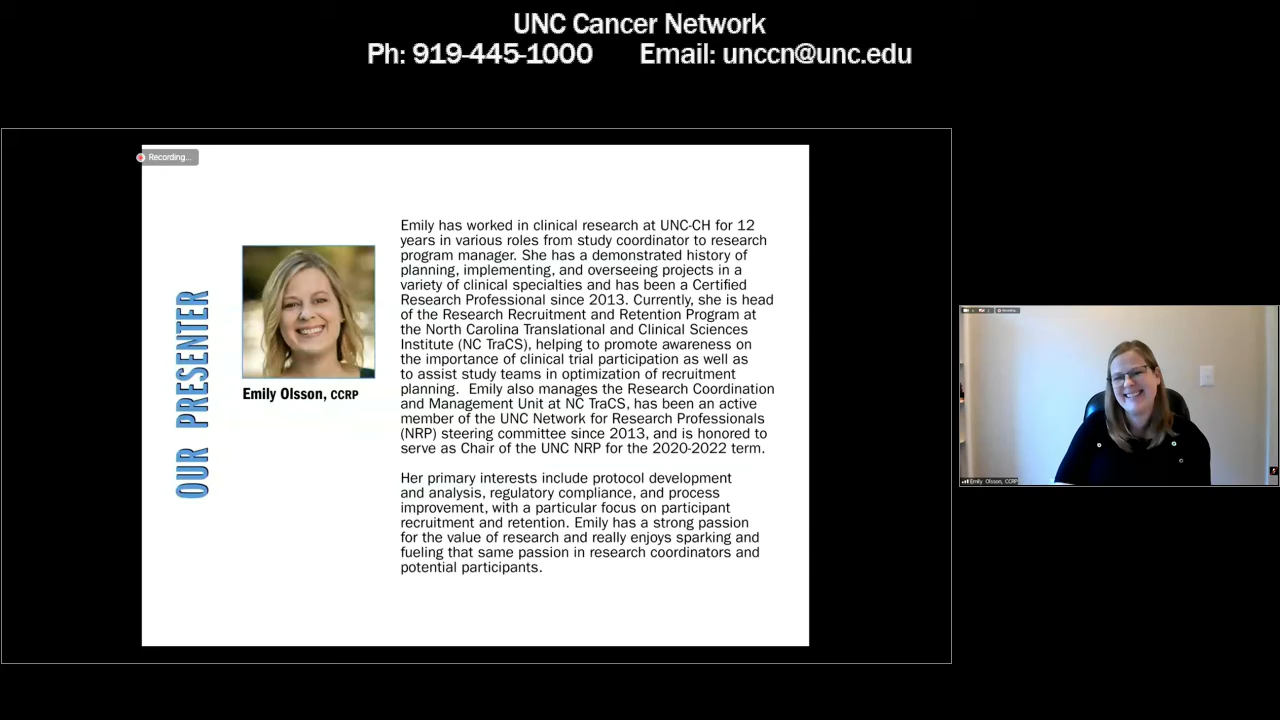 UNC Cancer Network
Ph: 919-445-1000 Email: unccn@unc.edu
Recording...
OUR PRESENTER
Emily Olsson, CCRP
Emily has worked in clinical research at UNC-CH for 12
years in various roles from study coordinator to research
program manager. She has a demonstrated history of
planning, implementing, and overseeing projects in a
variety of clinical specialties and has been a Certified
Research Professional since 2013. Currently, she is head
of the Research Recruitment and Retention Program at
the North Carolina Translational and Clinical Sciences
Institute (NC TraCS), helping to promote awareness on
the importance of clinical trial participation as well as
to assist study teams in optimization of recruitment
planning. Emily also manages the Research Coordination
and Management Unit at NC TraCS, has been an active
member of the UNC Network for Research Professionals
(NRP) steering committee since 2013, and is honored to
serve as Chair of the UNC NRP for the 2020-2022 term.
Her primary interests include protocol development
and analysis, regulatory compliance, and process
improvement, with a particular focus on participant
recruitment and retention. Emily has a strong passion
for the value of research and really enjoys sparking and
fueling that same passion in research coordinators and
potential participants.
Recording...
Emily Olsson, CCRP